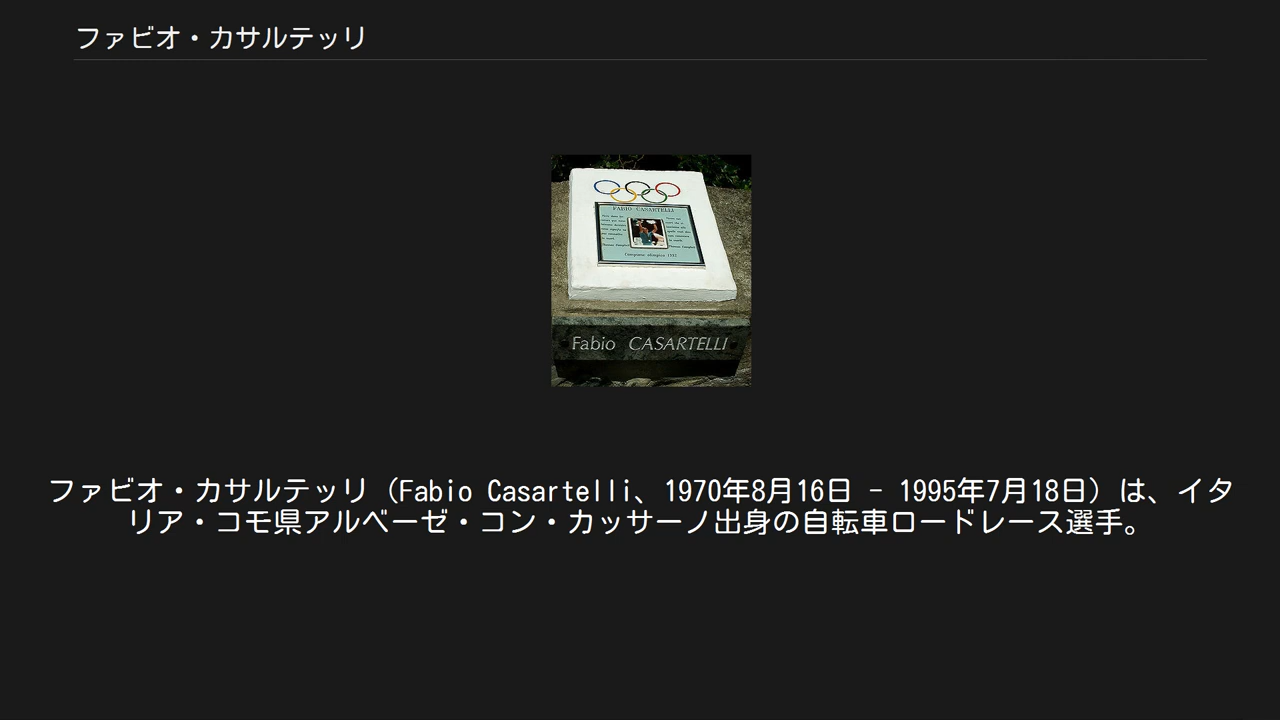 ファビオ・カサルテッリ
FABIO CASARTELLI
Fabio CASARTELLI
ファビオ・カサルテッリ（Fabio Casartelli、1970年8月16日 - 1995年7月18日）は、イタ
リア・コモ県アルベーゼ・コン・カッサーノ出身の自転車ロードレース選手。